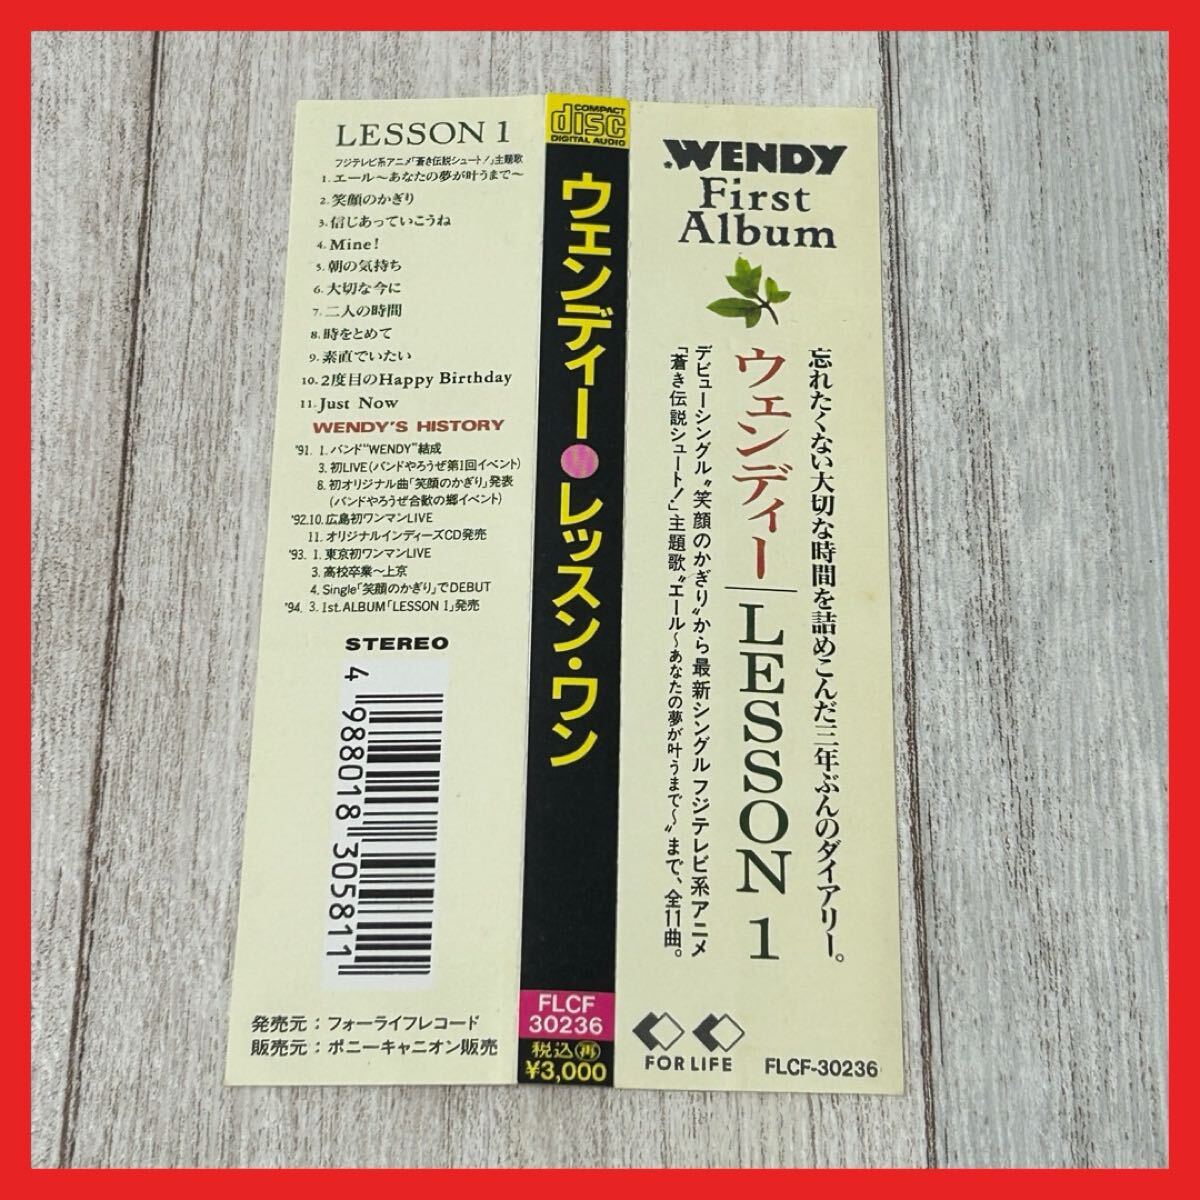 LESSON 1
フジテレビ系アニメ「蒼き伝説シュート!」主題歌
1. エール〜あなたの夢が叶うまで〜
2. 笑顔のかぎり
3. 信じあっていこうね
4. Mine!
5. 朝の気持ち
6. 大切な今に
7. 二人の時間
8. 時をとめて
9. 素直でいたい
10. 2度目のHappy Birthday
11. Just Now
WENDY'S HISTORY
'91. 1. バンド"WENDY"結成
3. 初LIVE(バンドやろうぜ第1回イベント)
8. 初オリジナル曲「笑顔のかぎり」発表
(バンドやろうぜ合歓の郷イベント)
'92.10. 広島初ワンマンLIVE
11. オリジナルインディーズCD発売
'93. 1. 東京初ワンマンLIVE
3. 高校卒業〜上京
4. Single「笑顔のかぎり」でDEBUT
'94. 3. 1st.ALBUM「LESSON 1」発売
STEREO
4 988018 305811
発売元：フォーライフレコード
販売元：ポニーキャニオン販売
COMPACT
disc
DIGITAL AUDIO
ウェンディー レッスン・ワン
FLCF
30236
税込再
¥3,000
WENDY
First
Album
忘れたくない大切な時間を詰めこんだ三年ぶんのダイアリー。
ウェンディー LESSON 1
デビューシングル"笑顔のかぎり"から最新シングル フジテレビ系アニメ
「蒼き伝説シュート!」主題歌"エール〜あなたの夢が叶うまで〜"まで、全11曲。
FOR LIFE
FLCF-30236